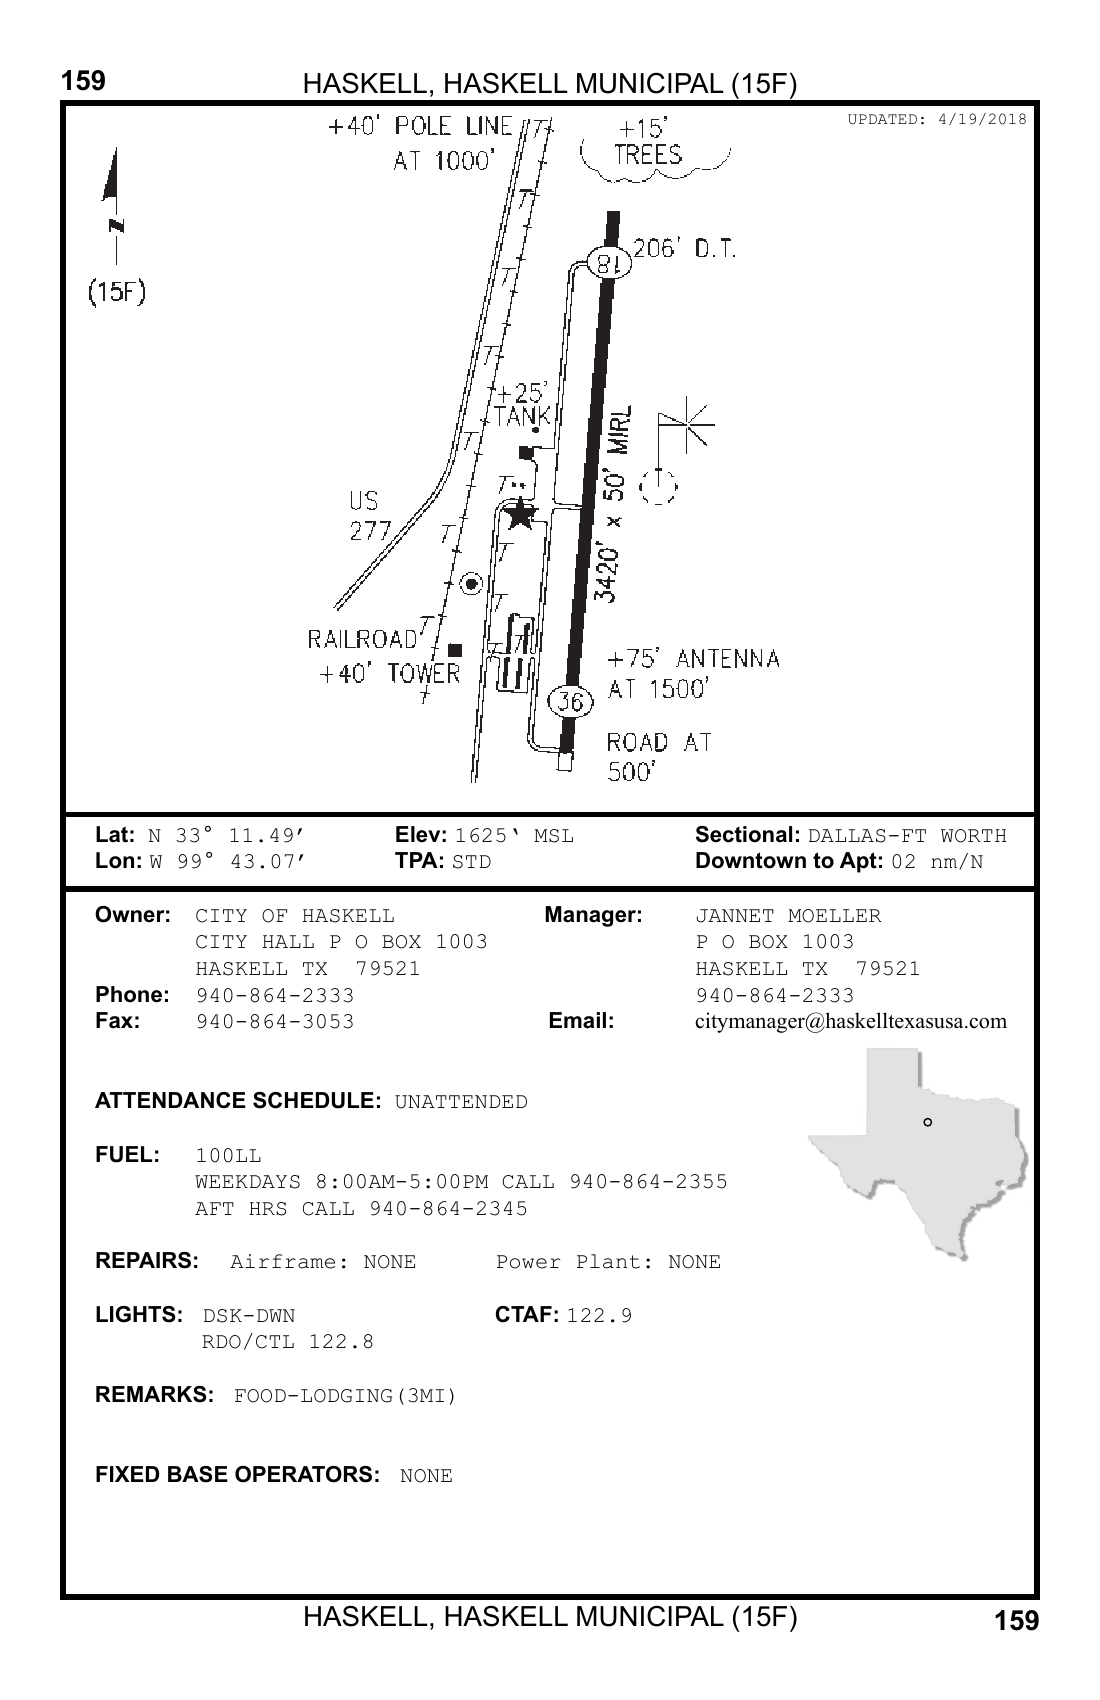 159
HASKELL, HASKELL MUNICIPAL (15F)
UPDATED: 4/19/2018
+40' POLE LINE
AT 1000'
+15'
TREES
N
(15F)
206' D.T.
18
+25'
TANK
3420' x 50' MIRL
US
277
RAILROAD
+40' TOWER
+75' ANTENNA
AT 1500'
36
ROAD AT
500'
Lat: N 33° 11.49’ Elev: 1625‘ MSL Sectional: DALLAS-FT WORTH
Lon: W 99° 43.07’ TPA: STD Downtown to Apt: 02 nm/N
Owner: CITY OF HASKELL Manager: JANNET MOELLER
CITY HALL P O BOX 1003 P O BOX 1003
HASKELL TX 79521 HASKELL TX 79521
Phone: 940-864-2333 940-864-2333
Fax: 940-864-3053 Email: citymanager@haskelltexasusa.com
ATTENDANCE SCHEDULE: UNATTENDED
FUEL: 100LL
WEEKDAYS 8:00AM-5:00PM CALL 940-864-2355
AFT HRS CALL 940-864-2345
REPAIRS: Airframe: NONE Power Plant: NONE
LIGHTS: DSK-DWN CTAF: 122.9
RDO/CTL 122.8
REMARKS: FOOD-LODGING(3MI)
FIXED BASE OPERATORS: NONE
HASKELL, HASKELL MUNICIPAL (15F)
159